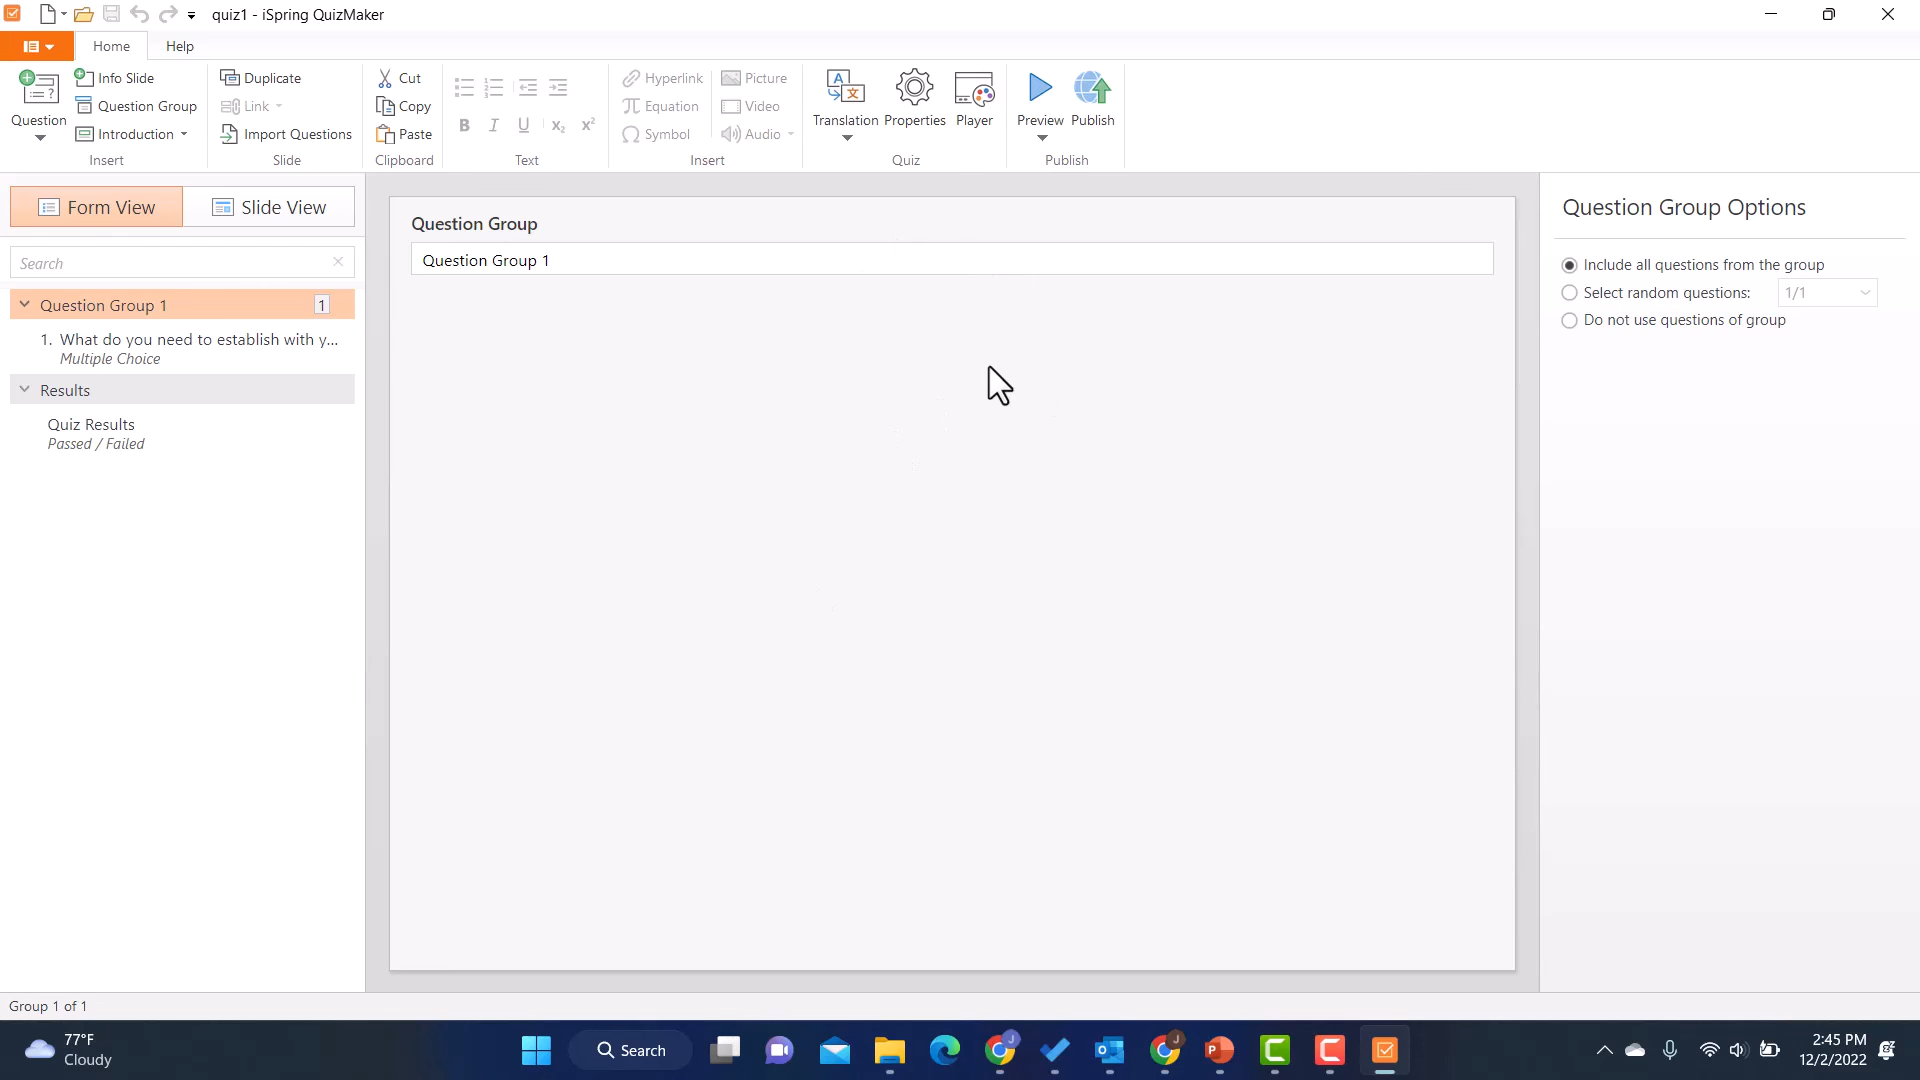 quiz1 - iSpring QuizMaker
Home
Help
Question
Info Slide
Question Group
Introduction
Insert
Duplicate
Link
Import Questions
Slide
Cut
Copy
Paste
Clipboard
B I U x₂ x²
Text
Hyperlink
Equation
Symbol
Picture
Video
Audio
Insert
Translation
Properties
Player
Quiz
Preview
Publish
Publish
Form View
Slide View
Search
Question Group 1
1
1. What do you need to establish with y...
Multiple Choice
Results
Quiz Results
Passed / Failed
Question Group
Question Group 1
Question Group Options
Include all questions from the group
Select random questions:
1/1
Do not use questions of group
Group 1 of 1
77°F
Cloudy
Search
2:45 PM
12/2/2022